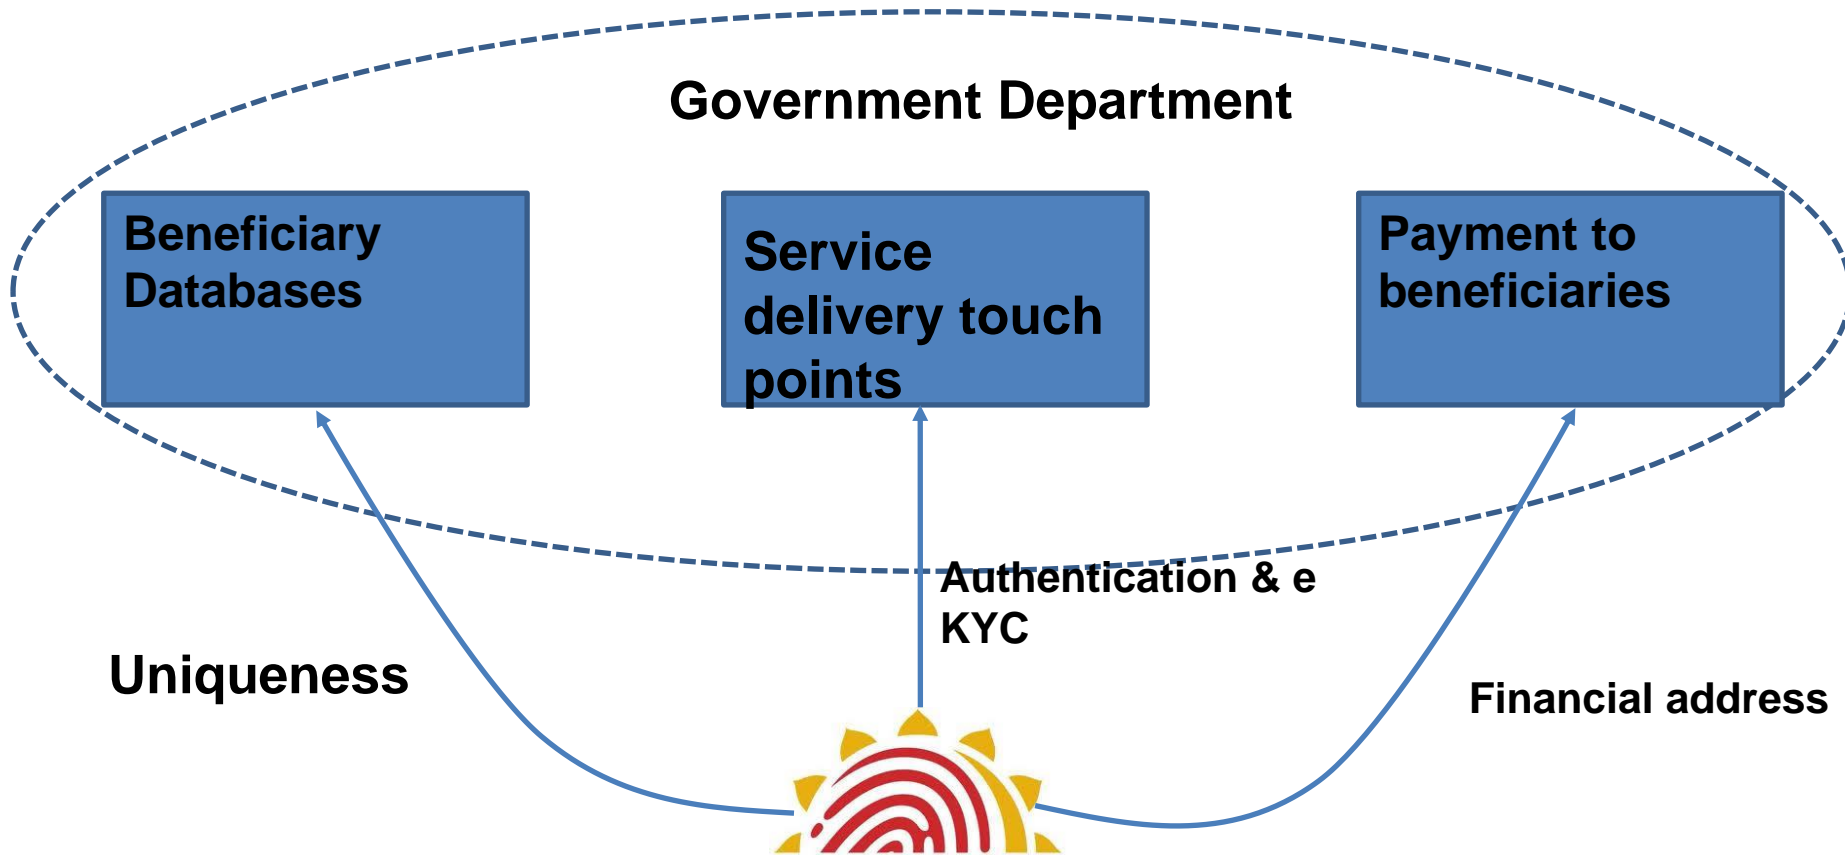 Government Department
Beneficiary
Databases
Service
delivery touch
points
Payment to
beneficiaries
Authentication & e
KYC
Uniqueness
Financial address